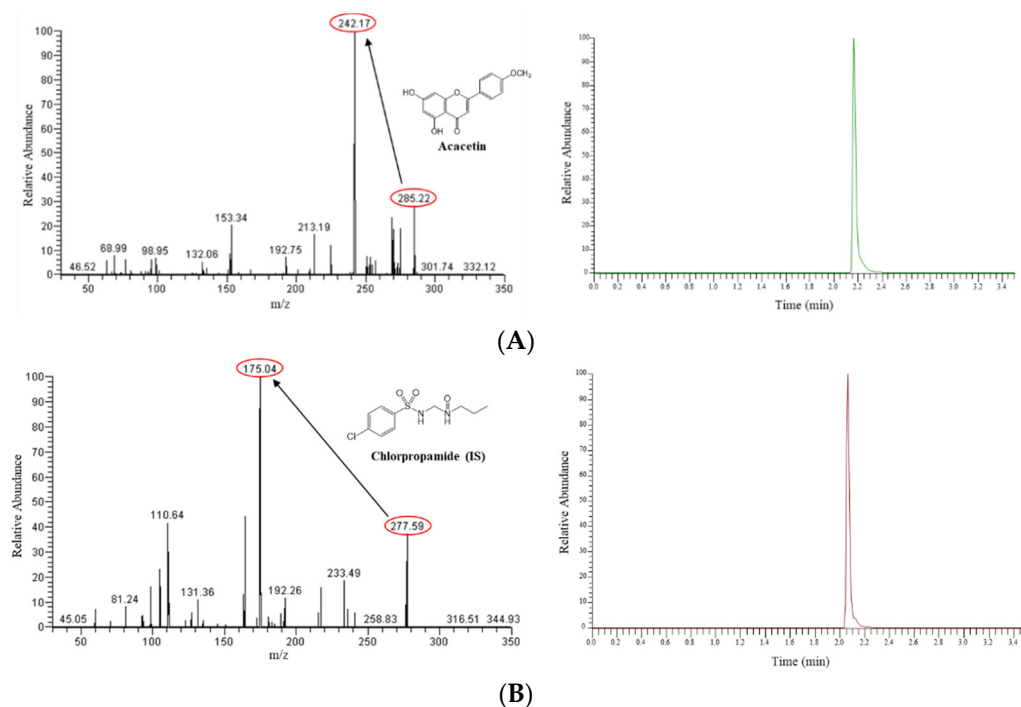 242.17
100
90
80
70
60
50
40
30
20
10
0
Relative Abundance
HO
O
OCH3
OH O
Acacetin
285.22
153.34
213.19
68.99 98.95 132.06 192.75
46.52 301.74 332.12
50 100 150 200 250 300 350
m/z
100
90
80
70
60
50
40
30
20
10
0
Relative Abundance
0.0 0.2 0.4 0.6 0.8 1.0 1.2 1.4 1.6 1.8 2.0 2.2 2.4 2.6 2.8 3.0 3.2 3.4
Time (min)
(A)
175.04
100
90
80
70
60
50
40
30
20
10
0
Relative Abundance
O O O
S N N
H H
Cl
Chlorpropamide (IS)
277.59
110.64
233.49
81.24 131.36 192.26
45.05 258.83 316.51 344.93
50 100 150 200 250 300 350
m/z
100
90
80
70
60
50
40
30
20
10
0
Relative Abundance
0.0 0.2 0.4 0.6 0.8 1.0 1.2 1.4 1.6 1.8 2.0 2.2 2.4 2.6 2.8 3.0 3.2 3.4
Time (min)
(B)